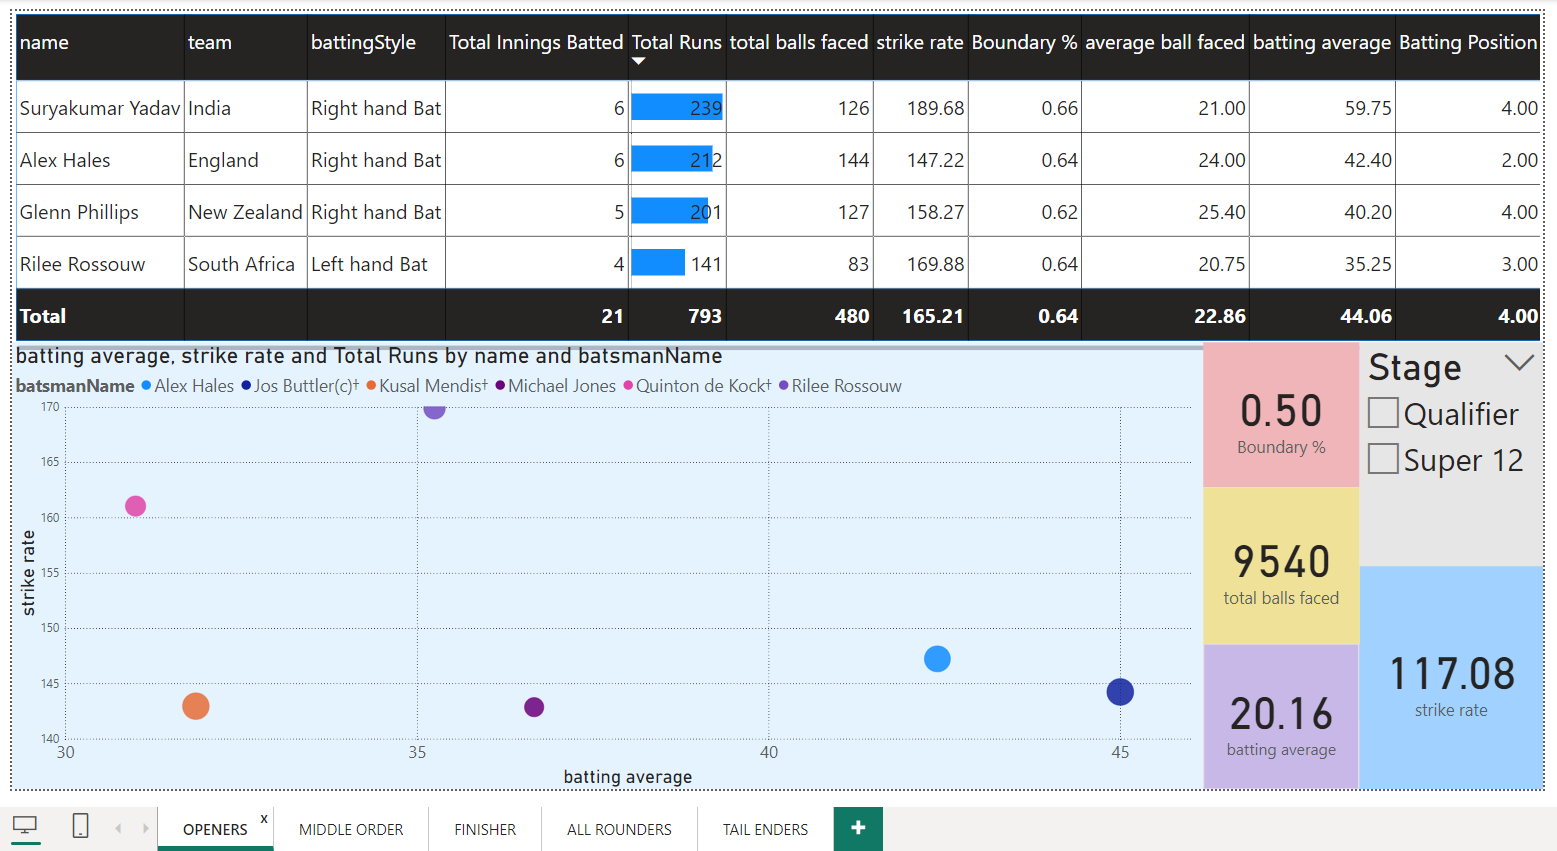 name team battingStyle Total Innings Batted Total Runs total balls faced strike rate Boundary % average ball faced batting average Batting Position
Suryakumar Yadav India Right hand Bat 6 239 126 189.68 0.66 21.00 59.75 4.00
Alex Hales England Right hand Bat 6 212 144 147.22 0.64 24.00 42.40 2.00
Glenn Phillips New Zealand Right hand Bat 5 201 127 158.27 0.62 25.40 40.20 4.00
Rilee Rossouw South Africa Left hand Bat 4 141 83 169.88 0.64 20.75 35.25 3.00
Total 21 793 480 165.21 0.64 22.86 44.06 4.00
batting average, strike rate and Total Runs by name and batsmanName
batsmanName Alex Hales Jos Buttler(c)† Kusal Mendis† Michael Jones Quinton de Kock† Rilee Rossouw
170
165
160
155
150
145
140
strike rate
30 35 40 45
batting average
0.50
Boundary %
9540
total balls faced
20.16
batting average
Stage
Qualifier
Super 12
117.08
strike rate
OPENERS x MIDDLE ORDER FINISHER ALL ROUNDERS TAIL ENDERS +